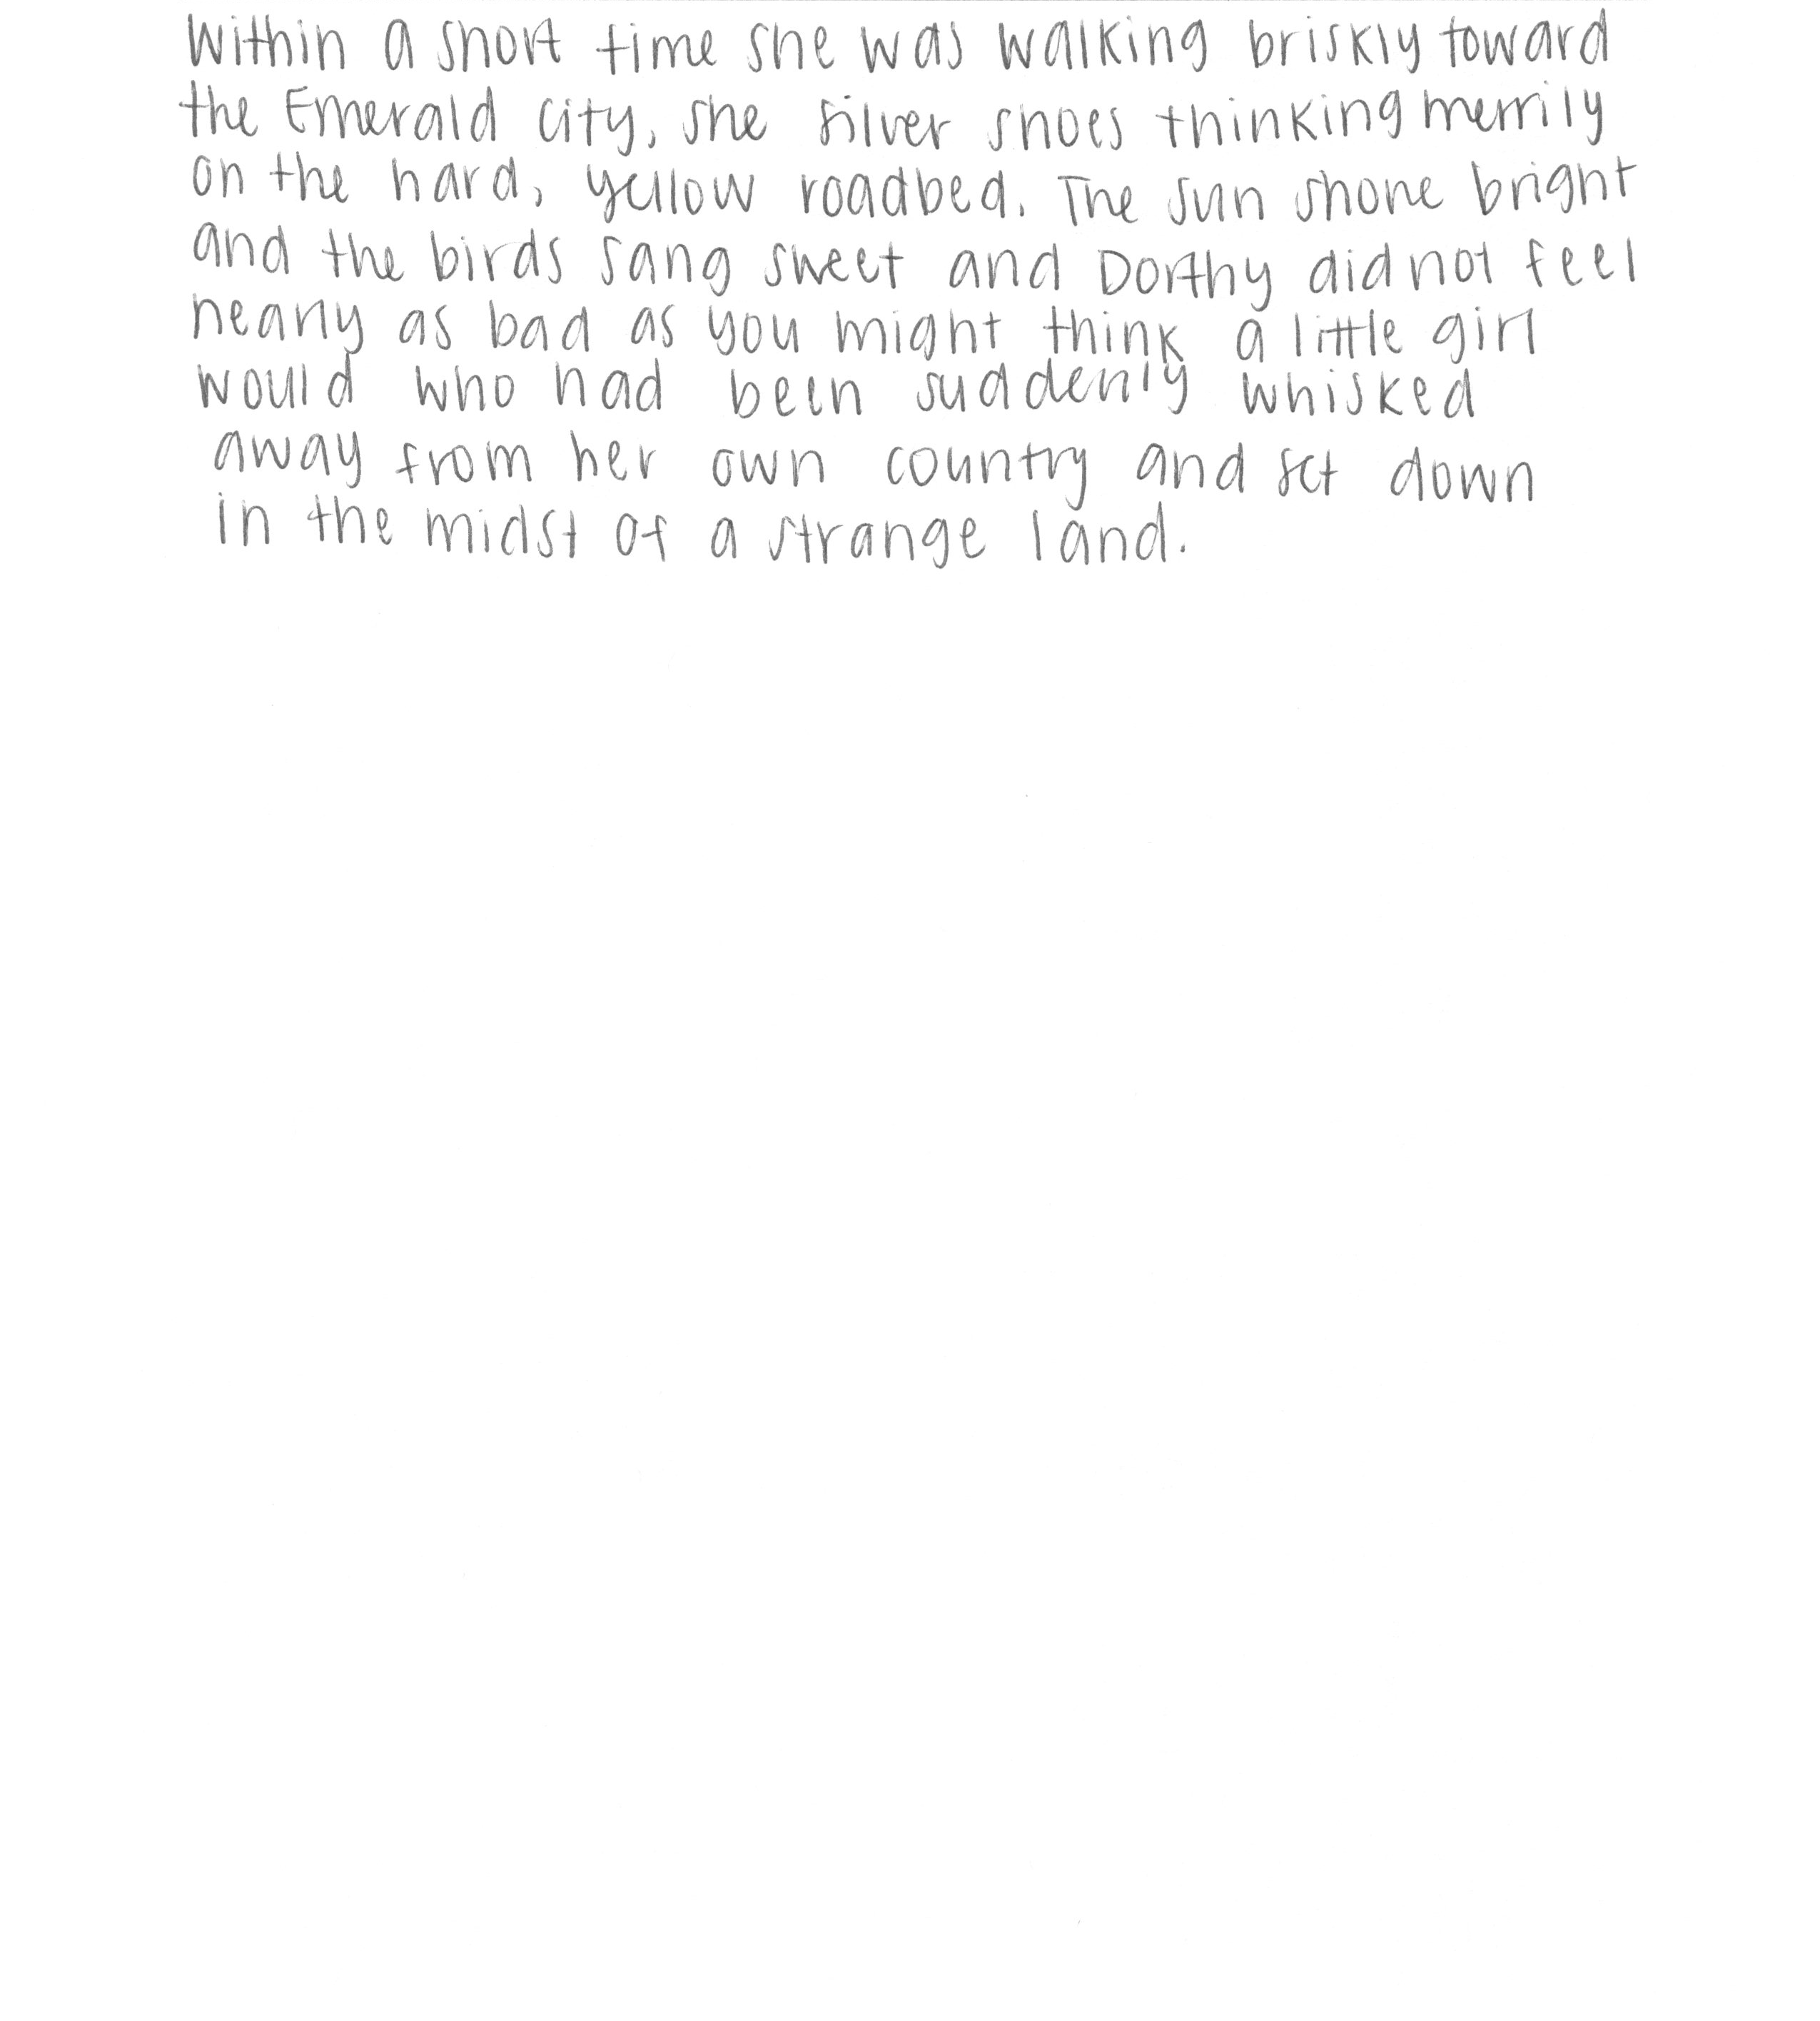 Within a short time she was walking briskly toward
the Emerald City, she silver shoes thinking merrily
on the hard, yellow roadbed. The sun shone bright
and the birds sang sweet and Dorthy did not feel
nearly as bad as you might think a little girl
would who had been suddenly whisked
away from her own country and set down
in the midst of a strange land.